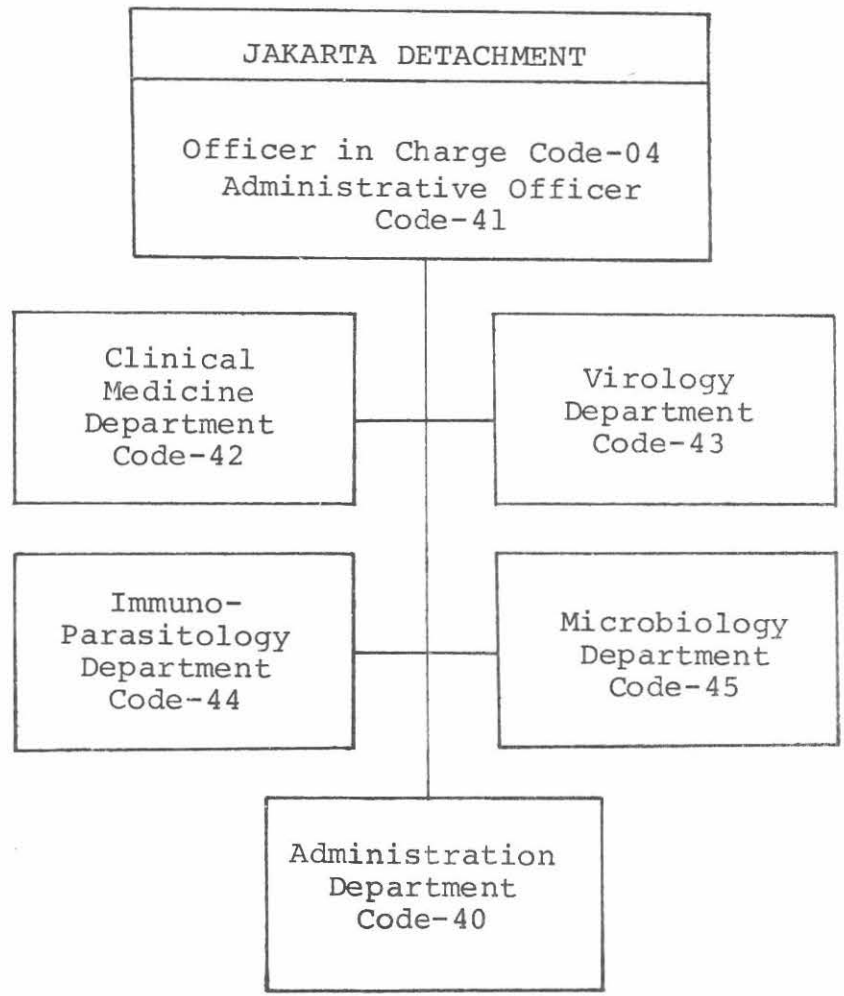 JAKARTA DETACHMENT
Officer in Charge Code-04
Administrative Officer
Code-41
Clinical
Medicine
Department
Code-42
Virology
Department
Code-43
Immuno-
Parasitology
Department
Code-44
Microbiology
Department
Code-45
Administration
Department
Code-40